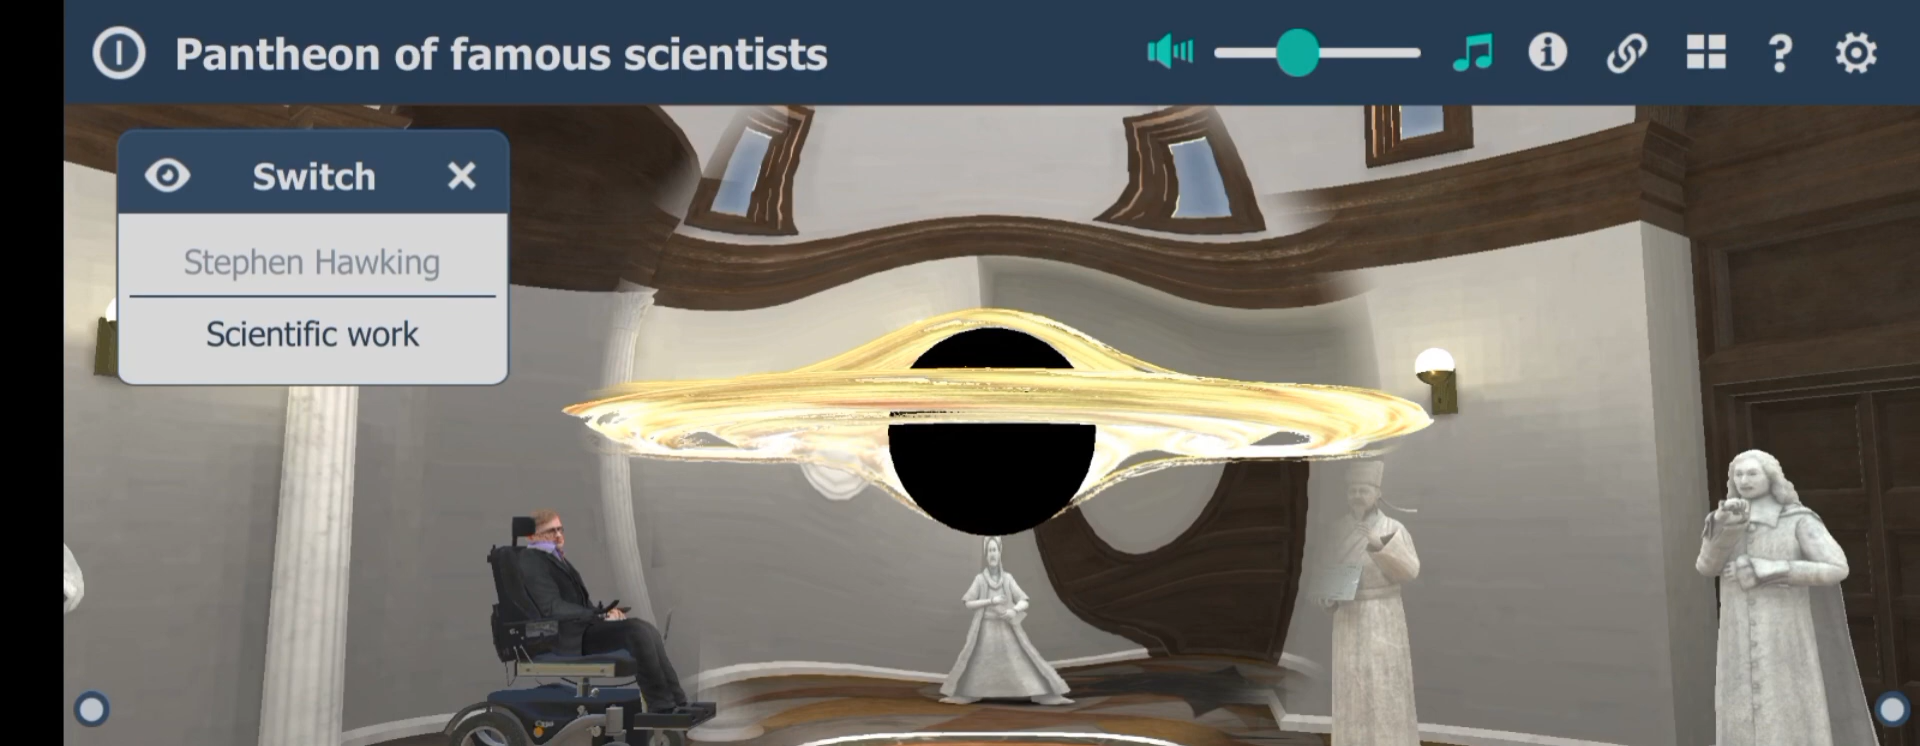 Pantheon of famous scientists
Switch
Stephen Hawking
Scientific work